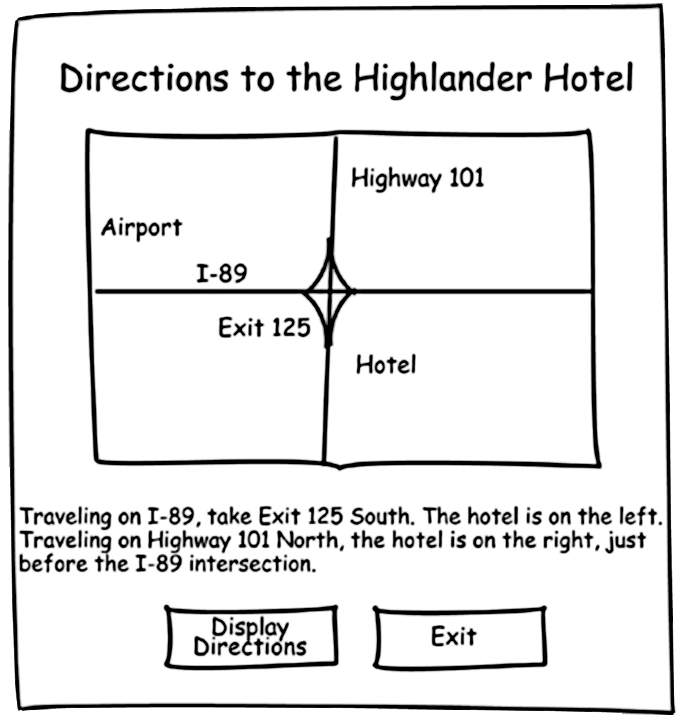 Directions to the Highlander Hotel
Highway 101
Airport
I-89
Exit 125
Hotel
Traveling on I-89, take Exit 125 South. The hotel is on the left.
Traveling on Highway 101 North, the hotel is on the right, just
before the I-89 intersection.
Display
Directions
Exit